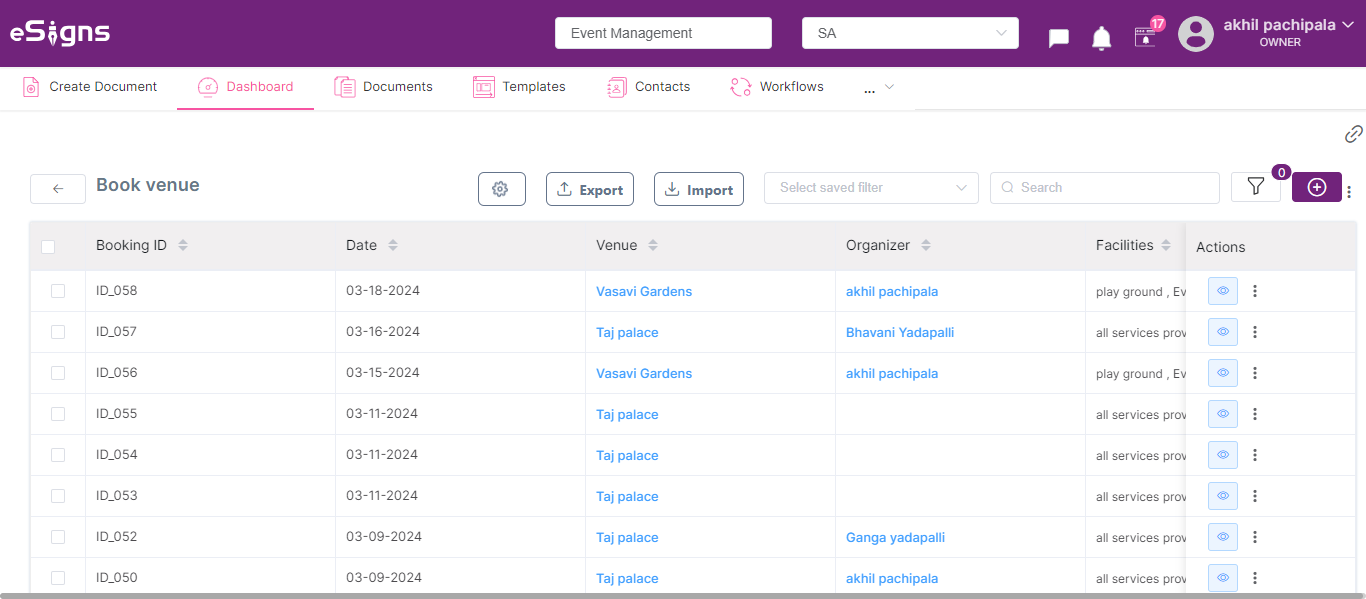 eSigns Event Management SA 17 akhil pachipala
OWNER
Create Document Dashboard Documents Templates Contacts Workflows ...
Book venue Export Import Select saved filter Search 0
Booking ID Date Venue Organizer Facilities Actions
ID_058 03-18-2024 Vasavi Gardens akhil pachipala play ground , Ev
ID_057 03-16-2024 Taj palace Bhavani Yadapalli all services prov
ID_056 03-15-2024 Vasavi Gardens akhil pachipala play ground , Ev
ID_055 03-11-2024 Taj palace all services prov
ID_054 03-11-2024 Taj palace all services prov
ID_053 03-11-2024 Taj palace all services prov
ID_052 03-09-2024 Taj palace Ganga yadapalli all services prov
ID_050 03-09-2024 Taj palace akhil pachipala all services prov